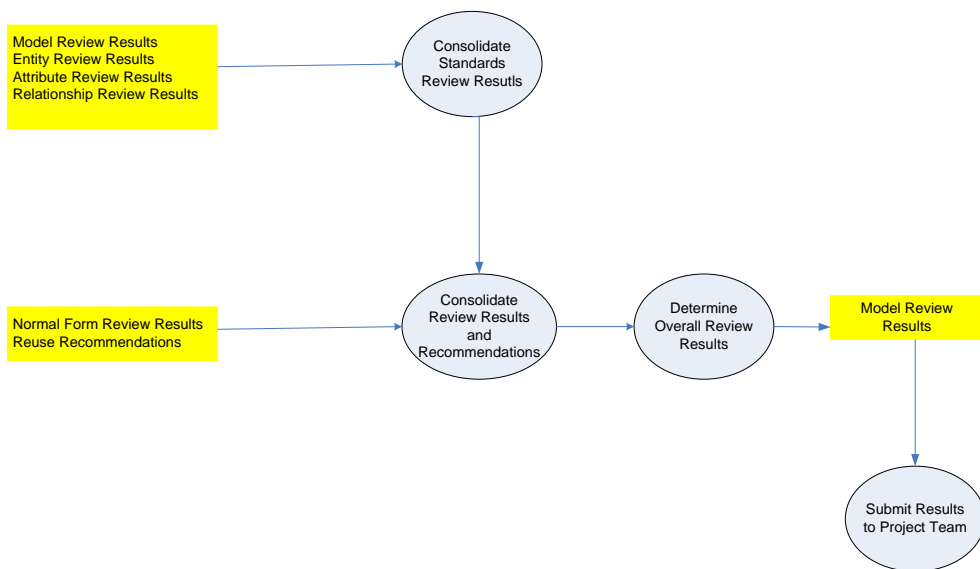 Model Review Results
Entity Review Results
Attribute Review Results
Relationship Review Results
Consolidate
Standards
Review Resutls
Normal Form Review Results
Reuse Recommendations
Consolidate
Review Results
and
Recommendations
Determine
Overall Review
Results
Model Review
Results
Submit Results
to Project Team